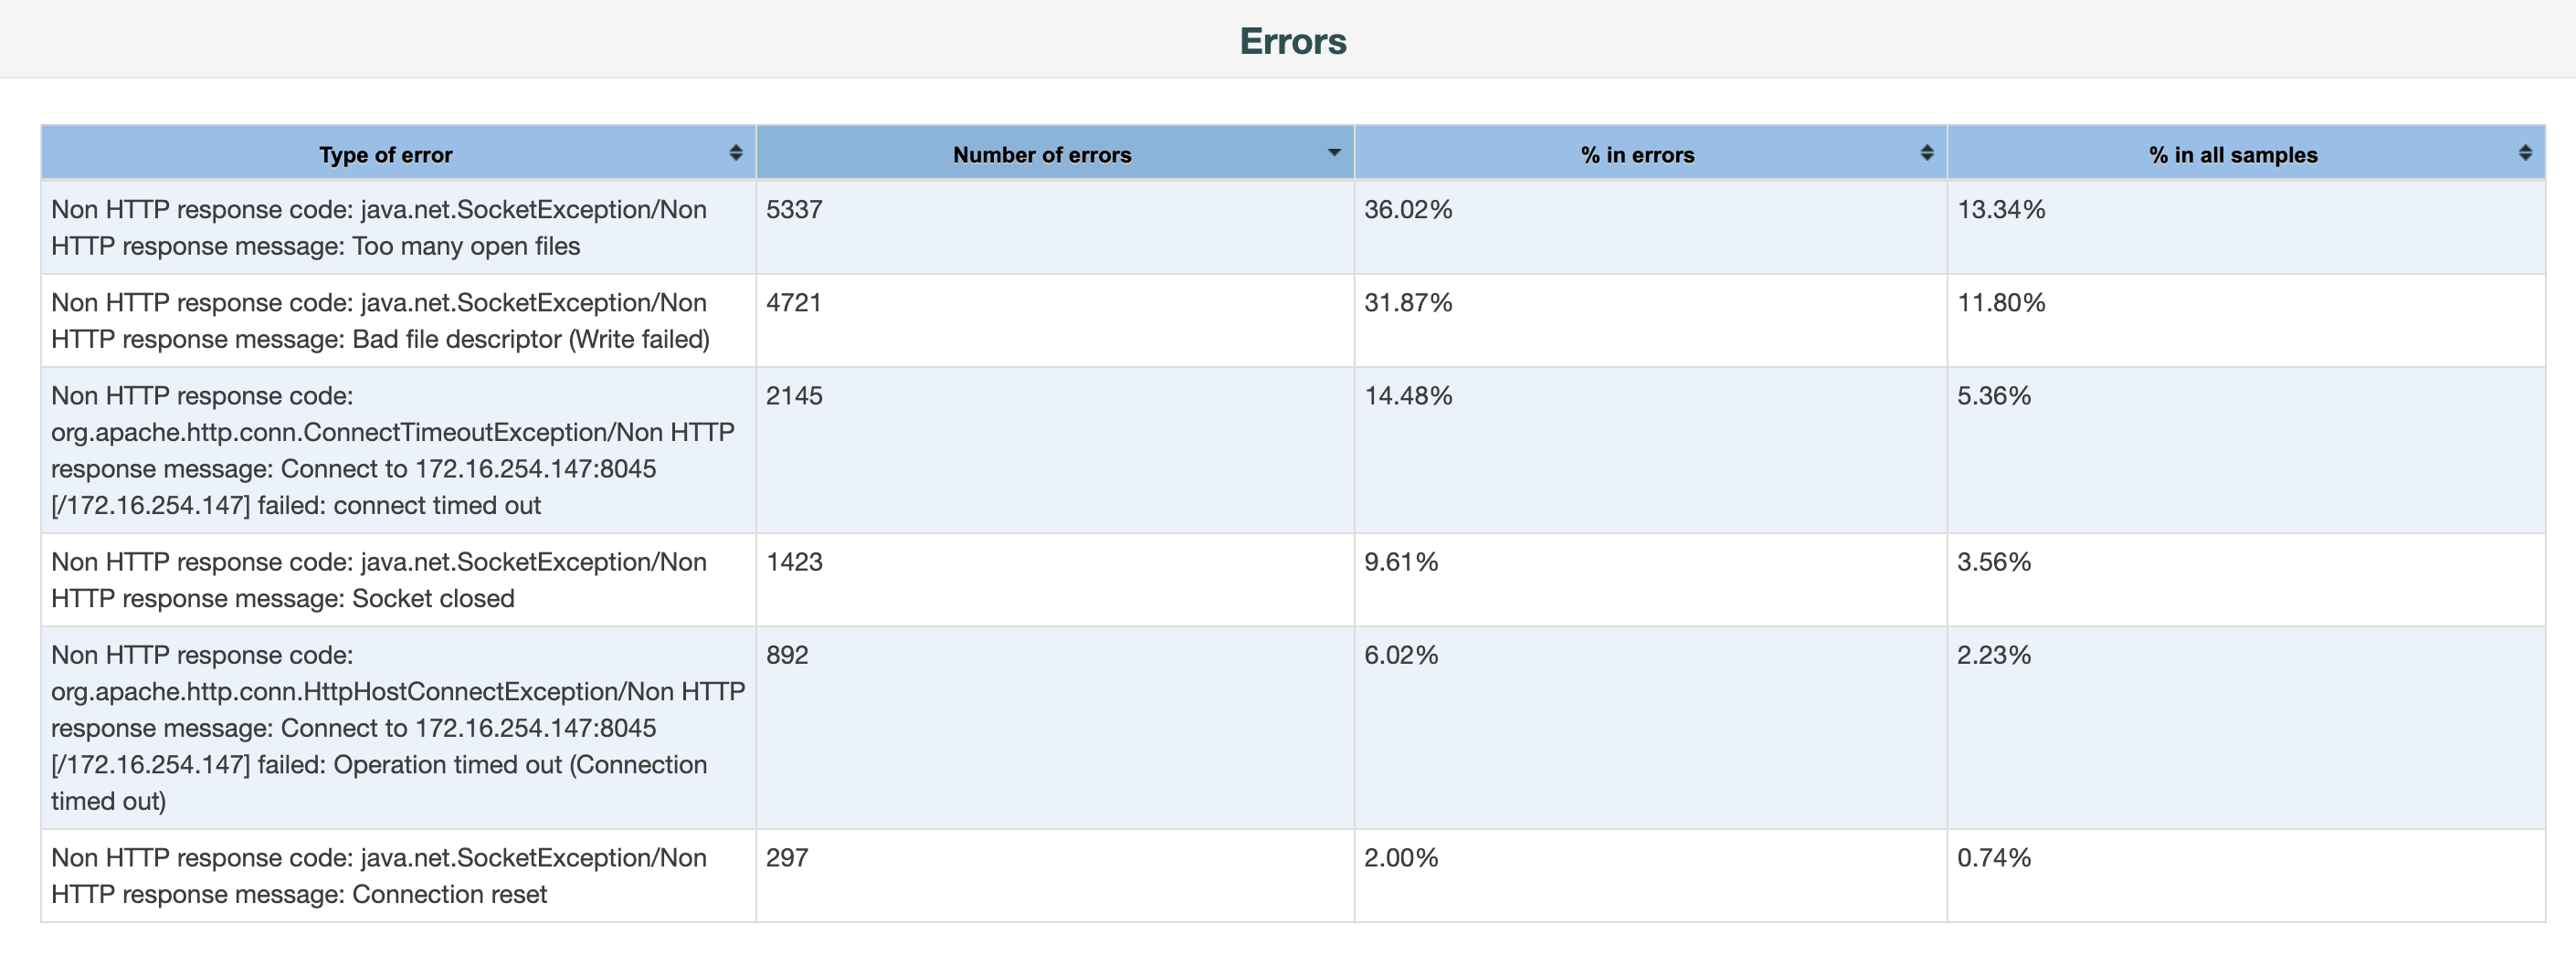 Errors
Type of error
Number of errors
% in errors
% in all samples
Non HTTP response code: java.net.SocketException/Non
HTTP response message: Too many open files
5337
36.02%
13.34%
Non HTTP response code: java.net.SocketException/Non
HTTP response message: Bad file descriptor (Write failed)
4721
31.87%
11.80%
Non HTTP response code:
org.apache.http.conn.ConnectTimeoutException/Non HTTP
response message: Connect to 172.16.254.147:8045
[/172.16.254.147] failed: connect timed out
2145
14.48%
5.36%
Non HTTP response code: java.net.SocketException/Non
HTTP response message: Socket closed
1423
9.61%
3.56%
Non HTTP response code:
org.apache.http.conn.HttpHostConnectException/Non HTTP
response message: Connect to 172.16.254.147:8045
[/172.16.254.147] failed: Operation timed out (Connection
timed out)
892
6.02%
2.23%
Non HTTP response code: java.net.SocketException/Non
HTTP response message: Connection reset
297
2.00%
0.74%